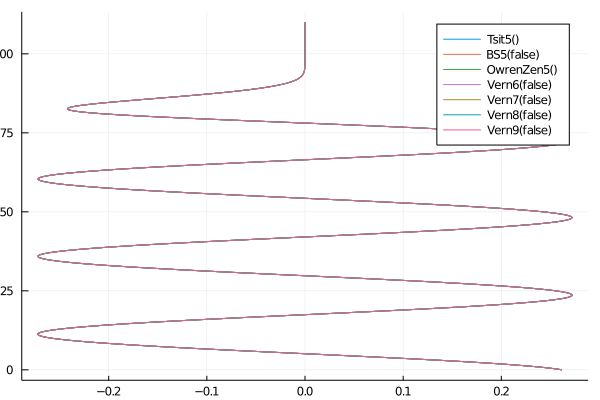 Tsit5()
BS5(false)
OwrenZen5()
Vern6(false)
Vern7(false)
Vern8(false)
Vern9(false)
00
75
50
25
0
−0.2 −0.1 0.0 0.1 0.2